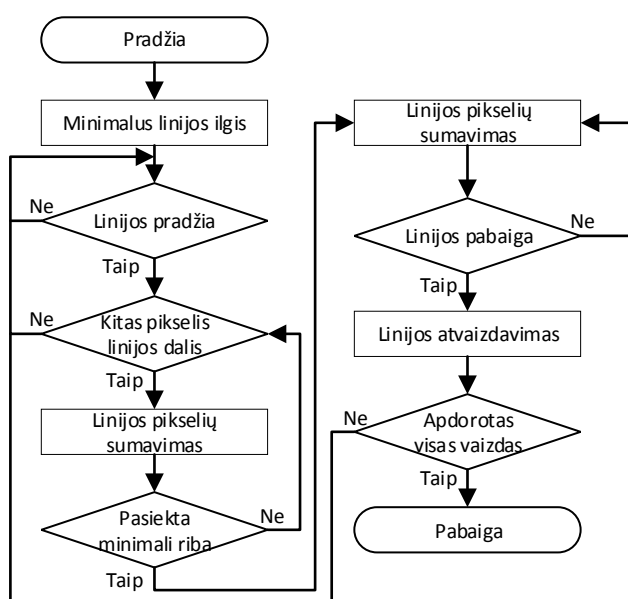 Pradžia
Minimalus linijos ilgis
Ne
Linijos pradžia
Taip
Ne
Kitas pikselis
linijos dalis
Taip
Linijos pikselių
sumavimas
Pasiekta
minimali riba
Ne
Taip
Linijos pikselių
sumavimas
Linijos pabaiga
Ne
Taip
Linijos atvaizdavimas
Ne
Apdorotas
visas vaizdas
Taip
Pabaiga